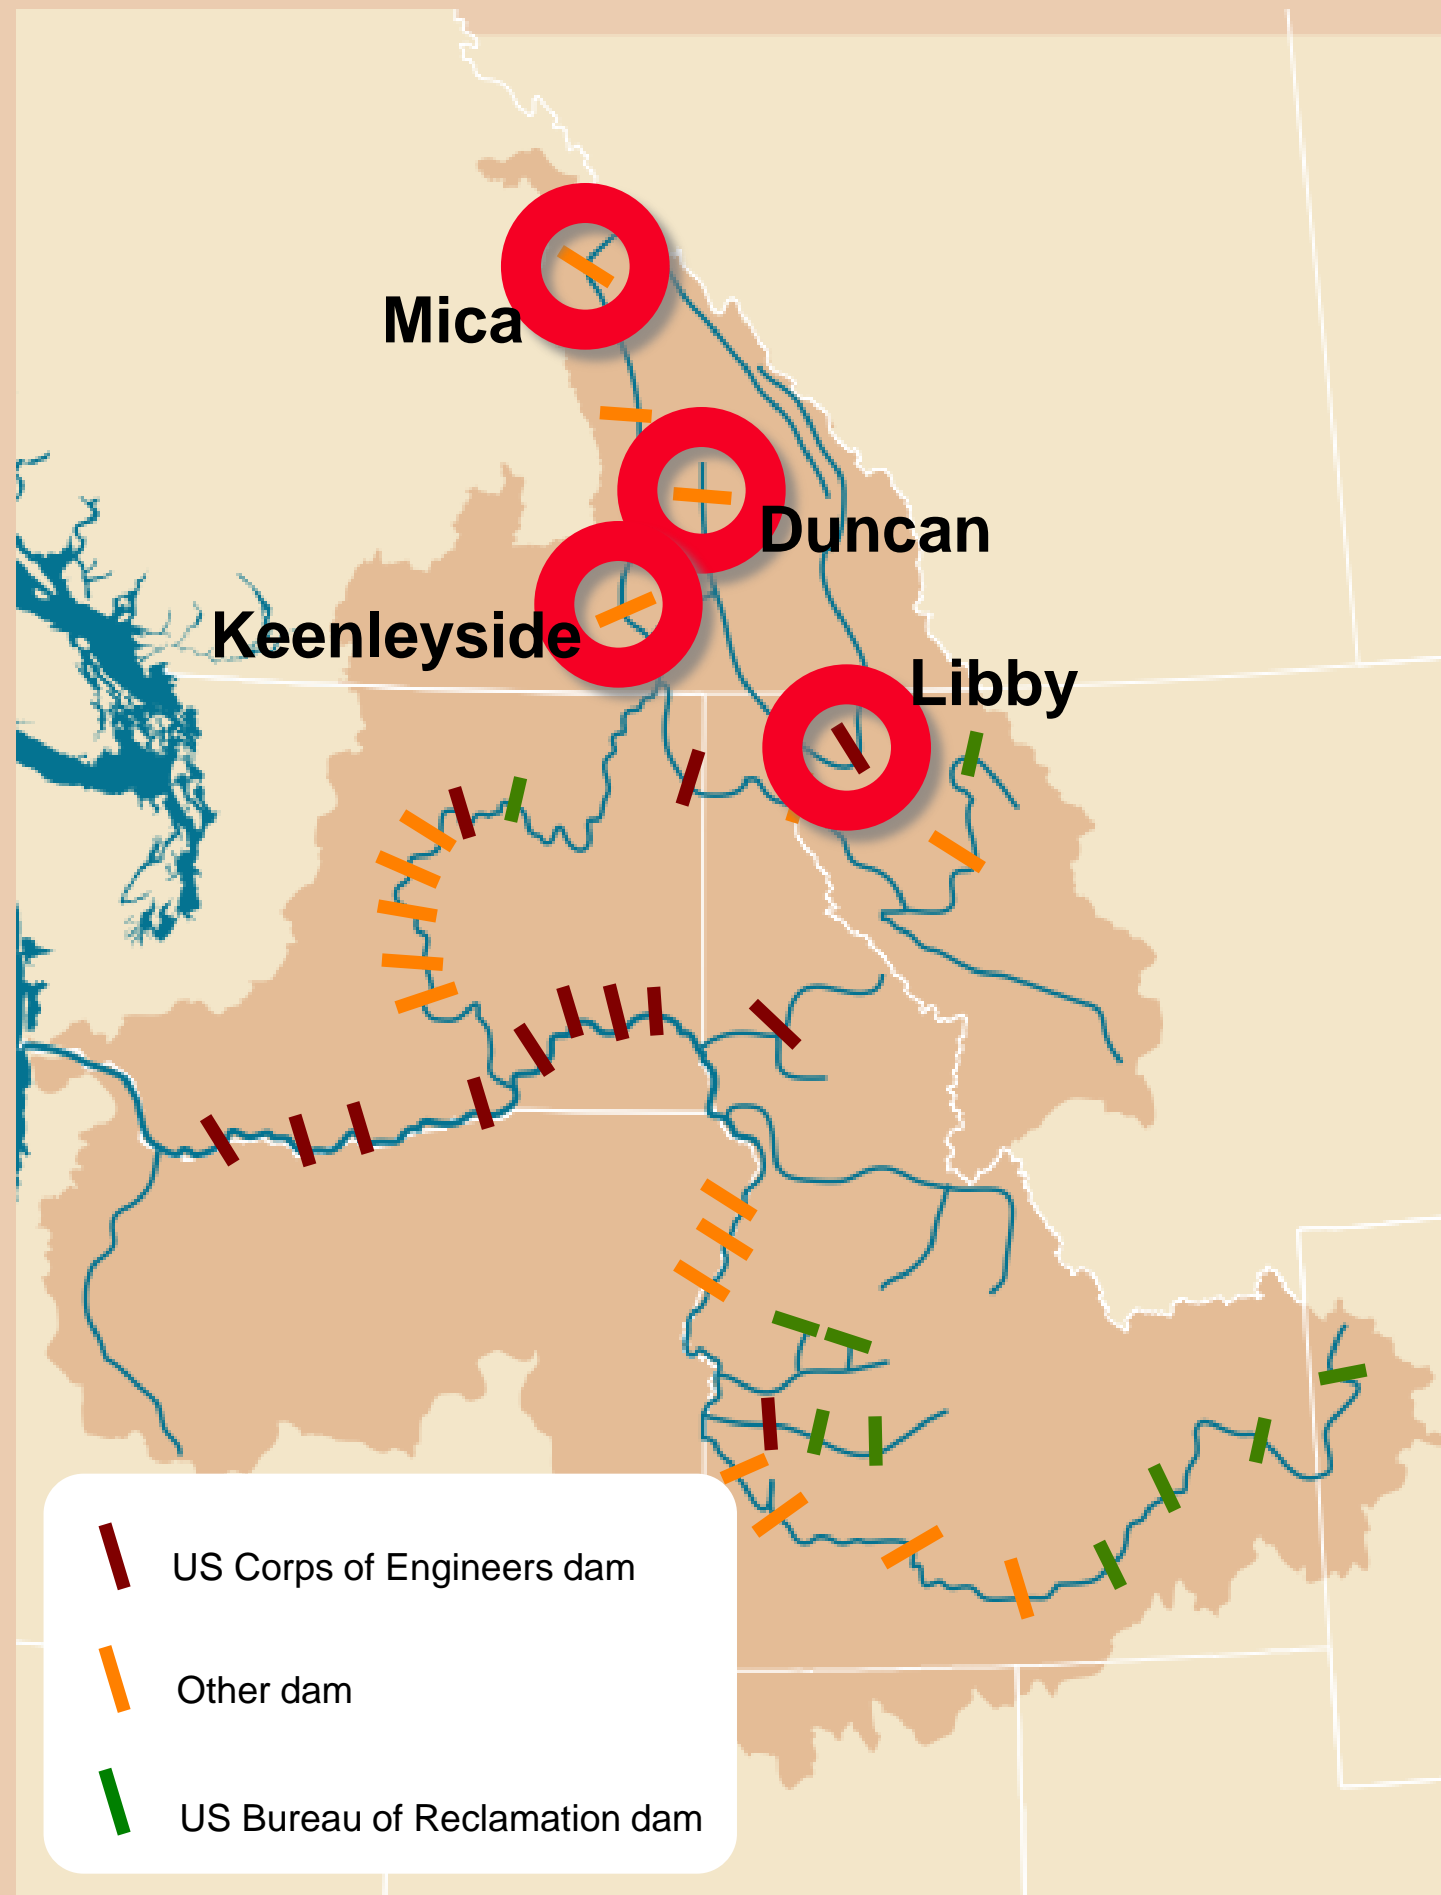 Mica
Duncan
Keenleyside
Libby
US Corps of Engineers dam
Other dam
US Bureau of Reclamation dam